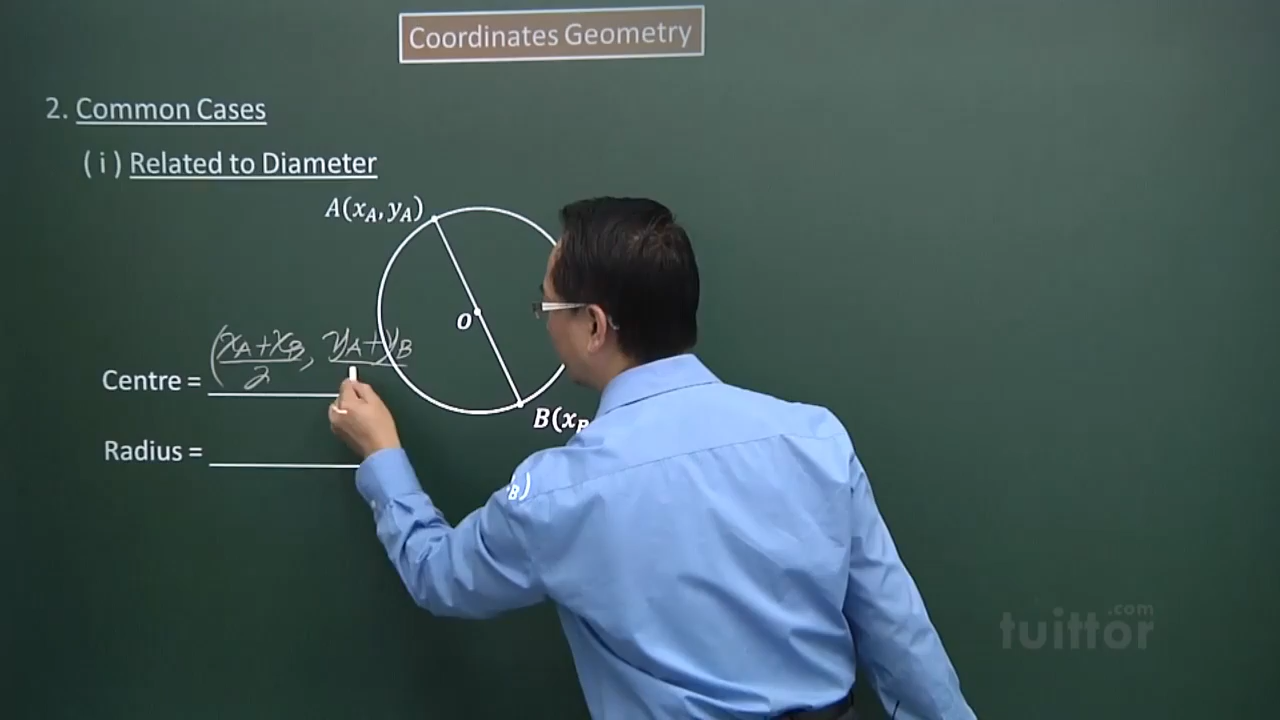 Coordinates Geometry
2. Common Cases
( i ) Related to Diameter
A(x_A, y_A)
O
B(x_B
B)
Centre = (x_A + x_B / 2, y_A + y_B
Radius =
tuittor.com